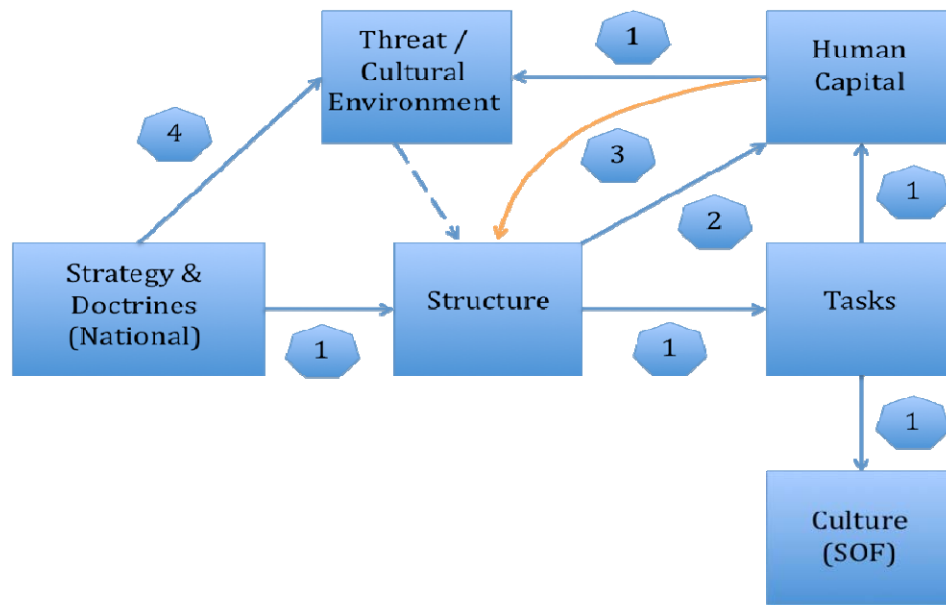 Threat /
Cultural
Environment
1
Human
Capital
4
3
2
1
Strategy &
Doctrines
(National)
1
Structure
1
Tasks
1
Culture
(SOF)